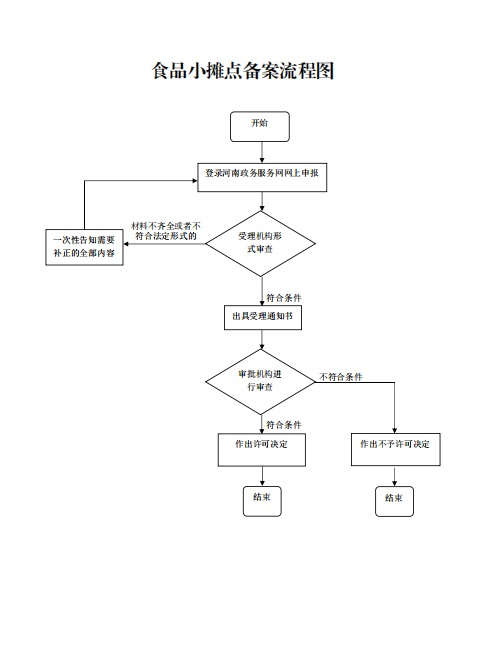 食品小摊点备案流程图
开始
登录河南政务服务网网上申报
材料不齐全或者不
符合法定形式的
一次性告知需要
补正的全部内容
受理机构形
式审查
符合条件
出具受理通知书
审批机构进
行审查
不符合条件
符合条件
作出许可决定
作出不予许可决定
结束
结束